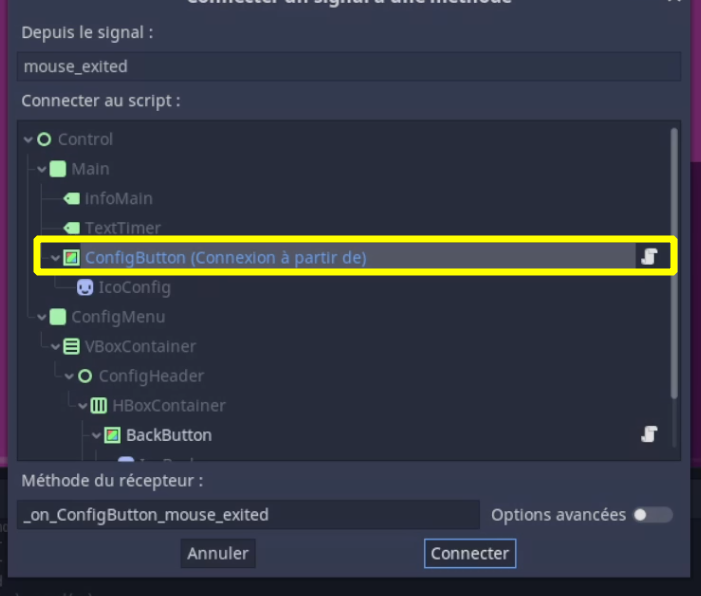 Connecter un signal à une méthode
Depuis le signal :
mouse_exited
Connecter au script :
Control
Main
infoMain
TextTimer
ConfigButton (Connexion à partir de)
IcoConfig
ConfigMenu
VBoxContainer
ConfigHeader
HBoxContainer
BackButton
Méthode du récepteur :
_on_ConfigButton_mouse_exited
Options avancées
Annuler
Connecter